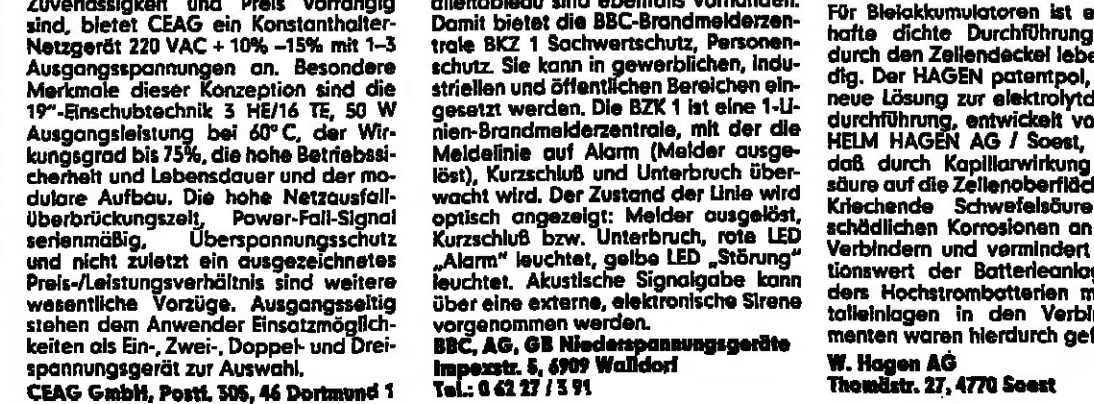 Zuverlässigkeit und Preis vorrangig
sind, bietet CEAG ein Konstanthalter-
Netzgerät 220 VAC + 10% –15% mit 1–3
Ausgangsspannungen an. Besondere
Merkmale dieser Konzeption sind die
19"-Einschubtechnik 3 HE/16 TE, 50 W
Ausgangsleistung bei 60° C, der Wir-
kungsgrad bis 75%, die hohe Betriebssi-
cherheit und Lebensdauer und der mo-
dulare Aufbau. Die hohe Netzausfall-
überbrückungszeit, Power-Fail-Signal
serienmäßig, Überspannungsschutz
und nicht zuletzt ein ausgezeichnetes
Preis-/Leistungsverhältnis sind weitere
wesentliche Vorzüge. Ausgangsseitig
stehen dem Anwender Einsatzmöglich-
keiten als Ein-, Zwei-, Doppel- und Drei-
spannungsgerät zur Auswahl.
CEAG GmbH, Postf. 305, 46 Dortmund 1
sind ebenfalls vorhanden.
Damit bietet die BBC-Brandmelderzen-
trale BKZ 1 Sachwertschutz, Personen-
schutz. Sie kann in gewerblichen, indu-
striellen und öffentlichen Bereichen ein-
gesetzt werden. Die BZK 1 ist eine 1-Li-
nien-Brandmelderzentrale, mit der die
Meldelinie auf Alarm (Melder ausge-
löst), Kurzschluß und Unterbruch über-
wacht wird. Der Zustand der Linie wird
optisch angezeigt: Melder ausgelöst,
Kurzschluß bzw. Unterbruch, rote LED
„Alarm" leuchtet, gelbe LED „Störung"
leuchtet. Akustische Signalgabe kann
über eine externe, elektronische Sirene
vorgenommen werden.
BBC, AG, GB Niederspannungsgeräte
Impexstr. 5, 6909 Walldorf
Tel.: 0 62 27 / 3 91
Für Bleiakkumulatoren ist e
hafte dichte Durchführung
durch den Zellendeckel lebe
dig. Der HAGEN patentpol,
neue Lösung zur elektrolytd
durchführung, entwickelt vo
HELM HAGEN AG / Soest,
daß durch Kapillarwirkung
säure auf die Zellenoberfläc
Kriechende Schwefelsäure
schädlichen Korrosionen an
Verbindern und vermindert
tionswert der Batterieanlag
ders Hochstrombatterien m
talleinlagen in den Verbi
menten waren hierdurch gef
W. Hagen AG
Thomästr. 27, 4770 Soest